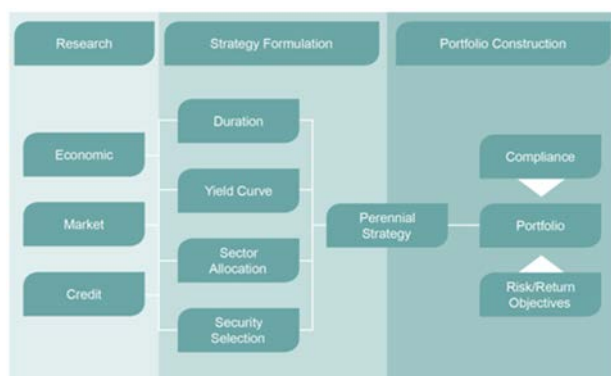 Research
Strategy Formulation
Portfolio Construction
Duration
Economic
Compliance
Yield Curve
Market
Perennial
Strategy
Portfolio
Sector
Allocation
Credit
Risk/Return
Objectives
Security
Selection